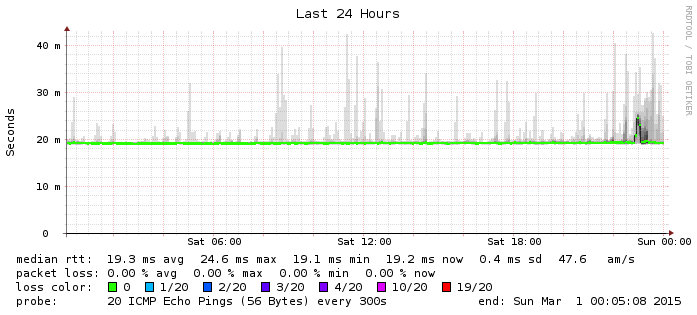 Last 24 Hours
RRDTOOL / TOBI OETIKER
Seconds
40 m
30 m
20 m
10 m
0
Sat 06:00 Sat 12:00 Sat 18:00 Sun 00:00
median rtt: 19.3 ms avg 24.6 ms max 19.1 ms min 19.2 ms now 0.4 ms sd 47.6 am/s
packet loss: 0.00 % avg 0.00 % max 0.00 % min 0.00 % now
loss color: 0 1/20 2/20 3/20 4/20 10/20 19/20
probe: 20 ICMP Echo Pings (56 Bytes) every 300s end: Sun Mar 1 00:05:08 2015